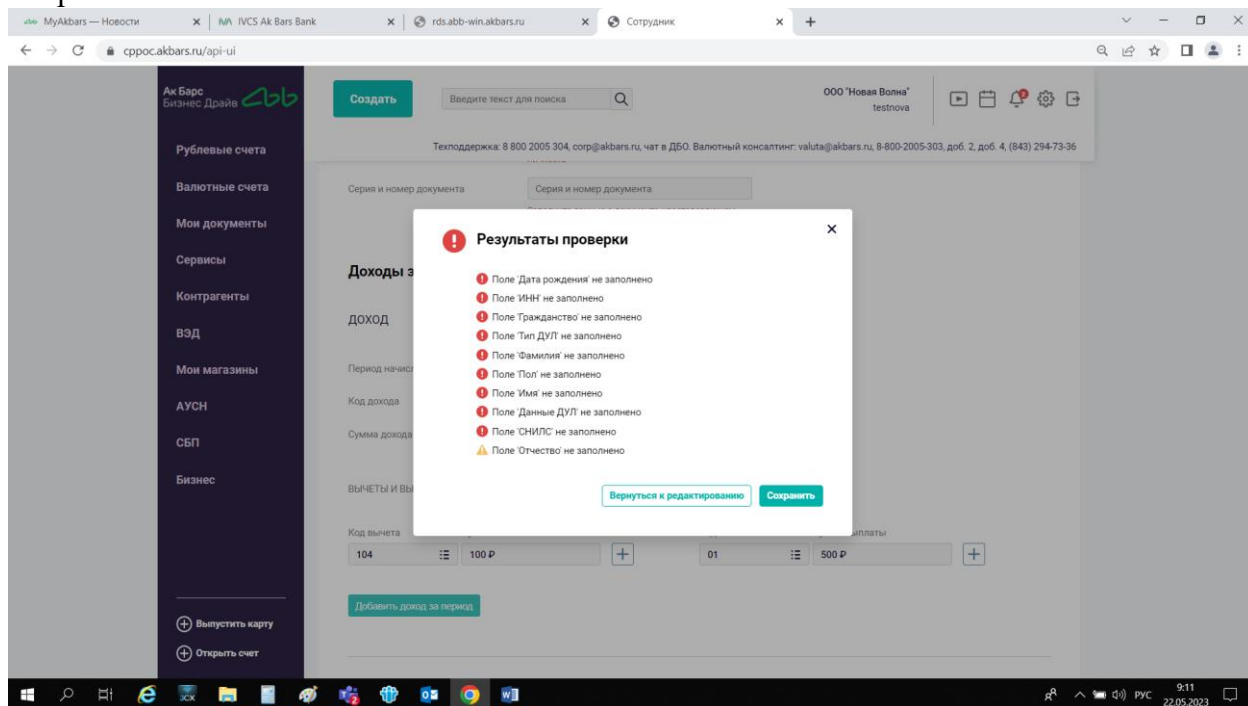 MyAkbars — Новости
IVCS Ak Bars Bank
rds.abb-win.akbars.ru
Сотрудник
cppoc.akbars.ru/api-ui
Ак Барс
Бизнес Драйв
Создать
Введите текст для поиска
ООО "Новая Волна"
testnova
2
Техподдержка: 8 800 2005 304, corp@akbars.ru, чат в ДБО. Валютный консалтинг: valuta@akbars.ru, 8-800-2005-303, доб. 2, доб. 4, (843) 294-73-36
Рублевые счета
Валютные счета
Мои документы
Сервисы
Контрагенты
ВЭД
Мои магазины
АУСН
СБП
Бизнес
Выпустить карту
Открыть счет
Серия и номер документа
Серия и номер документа
Результаты проверки
Поле 'Дата рождения' не заполнено
Поле 'ИНН' не заполнено
Поле 'Гражданство' не заполнено
Поле 'Тип ДУЛ' не заполнено
Поле 'Фамилия' не заполнено
Поле 'Пол' не заполнено
Поле 'Имя' не заполнено
Поле 'Данные ДУЛ' не заполнено
Поле 'СНИЛС' не заполнено
Поле 'Отчество' не заполнено
Вернуться к редактированию
Сохранить
Доходы з
ДОХОД
Период начисл
Код дохода
Сумма дохода
ВЫЧЕТЫ И ВЫ
Код вычета
ыплаты
104
100 ₽
01
500 ₽
Добавить доход за период
РУС
9:11
22.05.2023